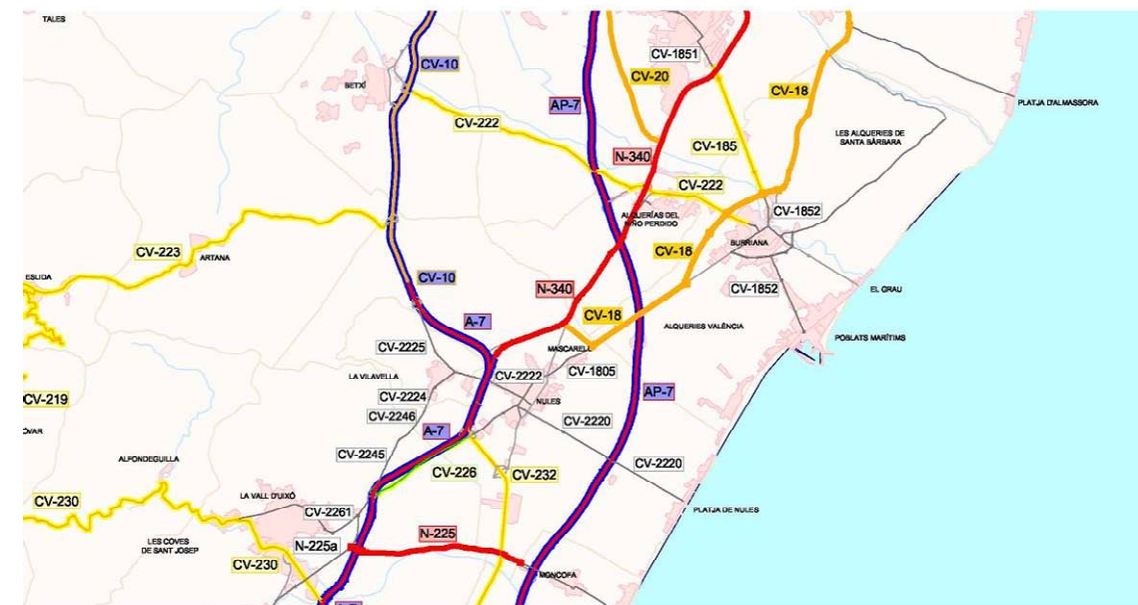 TALES
CV-1851
CV-10
CV-20
BETXÍ
CV-18
AP-7
PLATJA D'ALMASSORA
CV-222
LES ALQUERIES DE
SANTA BÁRBARA
CV-185
N-340
CV-222
CV-1852
ALQUERÍAS DEL
NIÑO PERDIDO
BURRIANA
CV-223
CV-18
ARTANA
ESLIDA
CV-10
N-340
CV-1852
EL GRAU
CV-18
A-7
ALQUERIES VALÈNCIA
POBLATS MARÍTIMS
CV-2225
MASCARELL
LA VILAVELLA
CV-2222
CV-1805
AP-7
CV-2224
CV-219
NULES
CV-2246
CV-2220
A-7
CV-2245
ALFONDEGUILLA
CV-2220
CV-226
CV-232
LA VALL D'UIXÓ
CV-230
PLATJA DE NULES
CV-2261
N-225
LES COVES
DE SANT JOSEP
N-225a
CV-230
MONCOFA